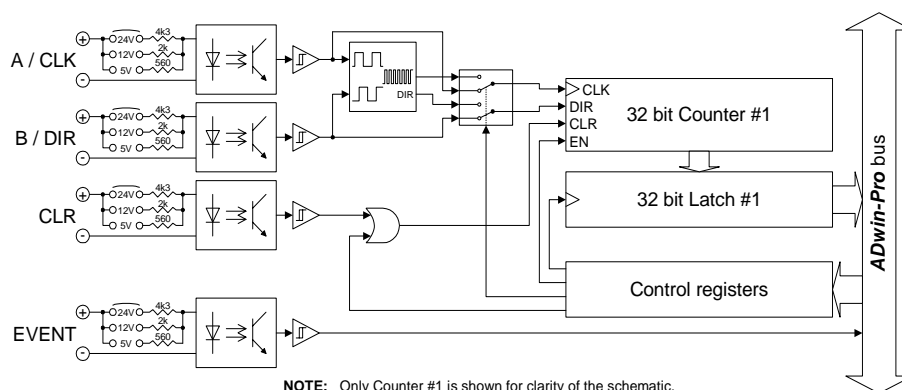 A / CLK
+
24V
12V
5V
4k3
2k
560
-
B / DIR
+
24V
12V
5V
4k3
2k
560
-
CLR
+
24V
12V
5V
4k3
2k
560
-
EVENT
+
24V
12V
5V
4k3
2k
560
-
DIR
CLK
DIR
CLR
EN
32 bit Counter #1
32 bit Latch #1
Control registers
ADwin-Pro bus
NOTE: Only Counter #1 is shown for clarity of the schematic.